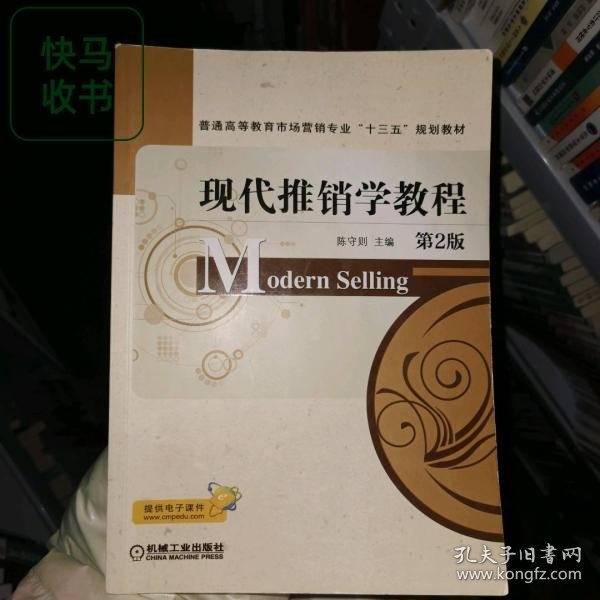 快马
收书
普通高等教育市场营销专业“十三五”规划教材
现代推销学教程
陈守则 主编 第2版
Modern Selling
提供电子课件
www.cmpedu.com
机械工业出版社
CHINA MACHINE PRESS
孔夫子旧书网
www.kongfz.com